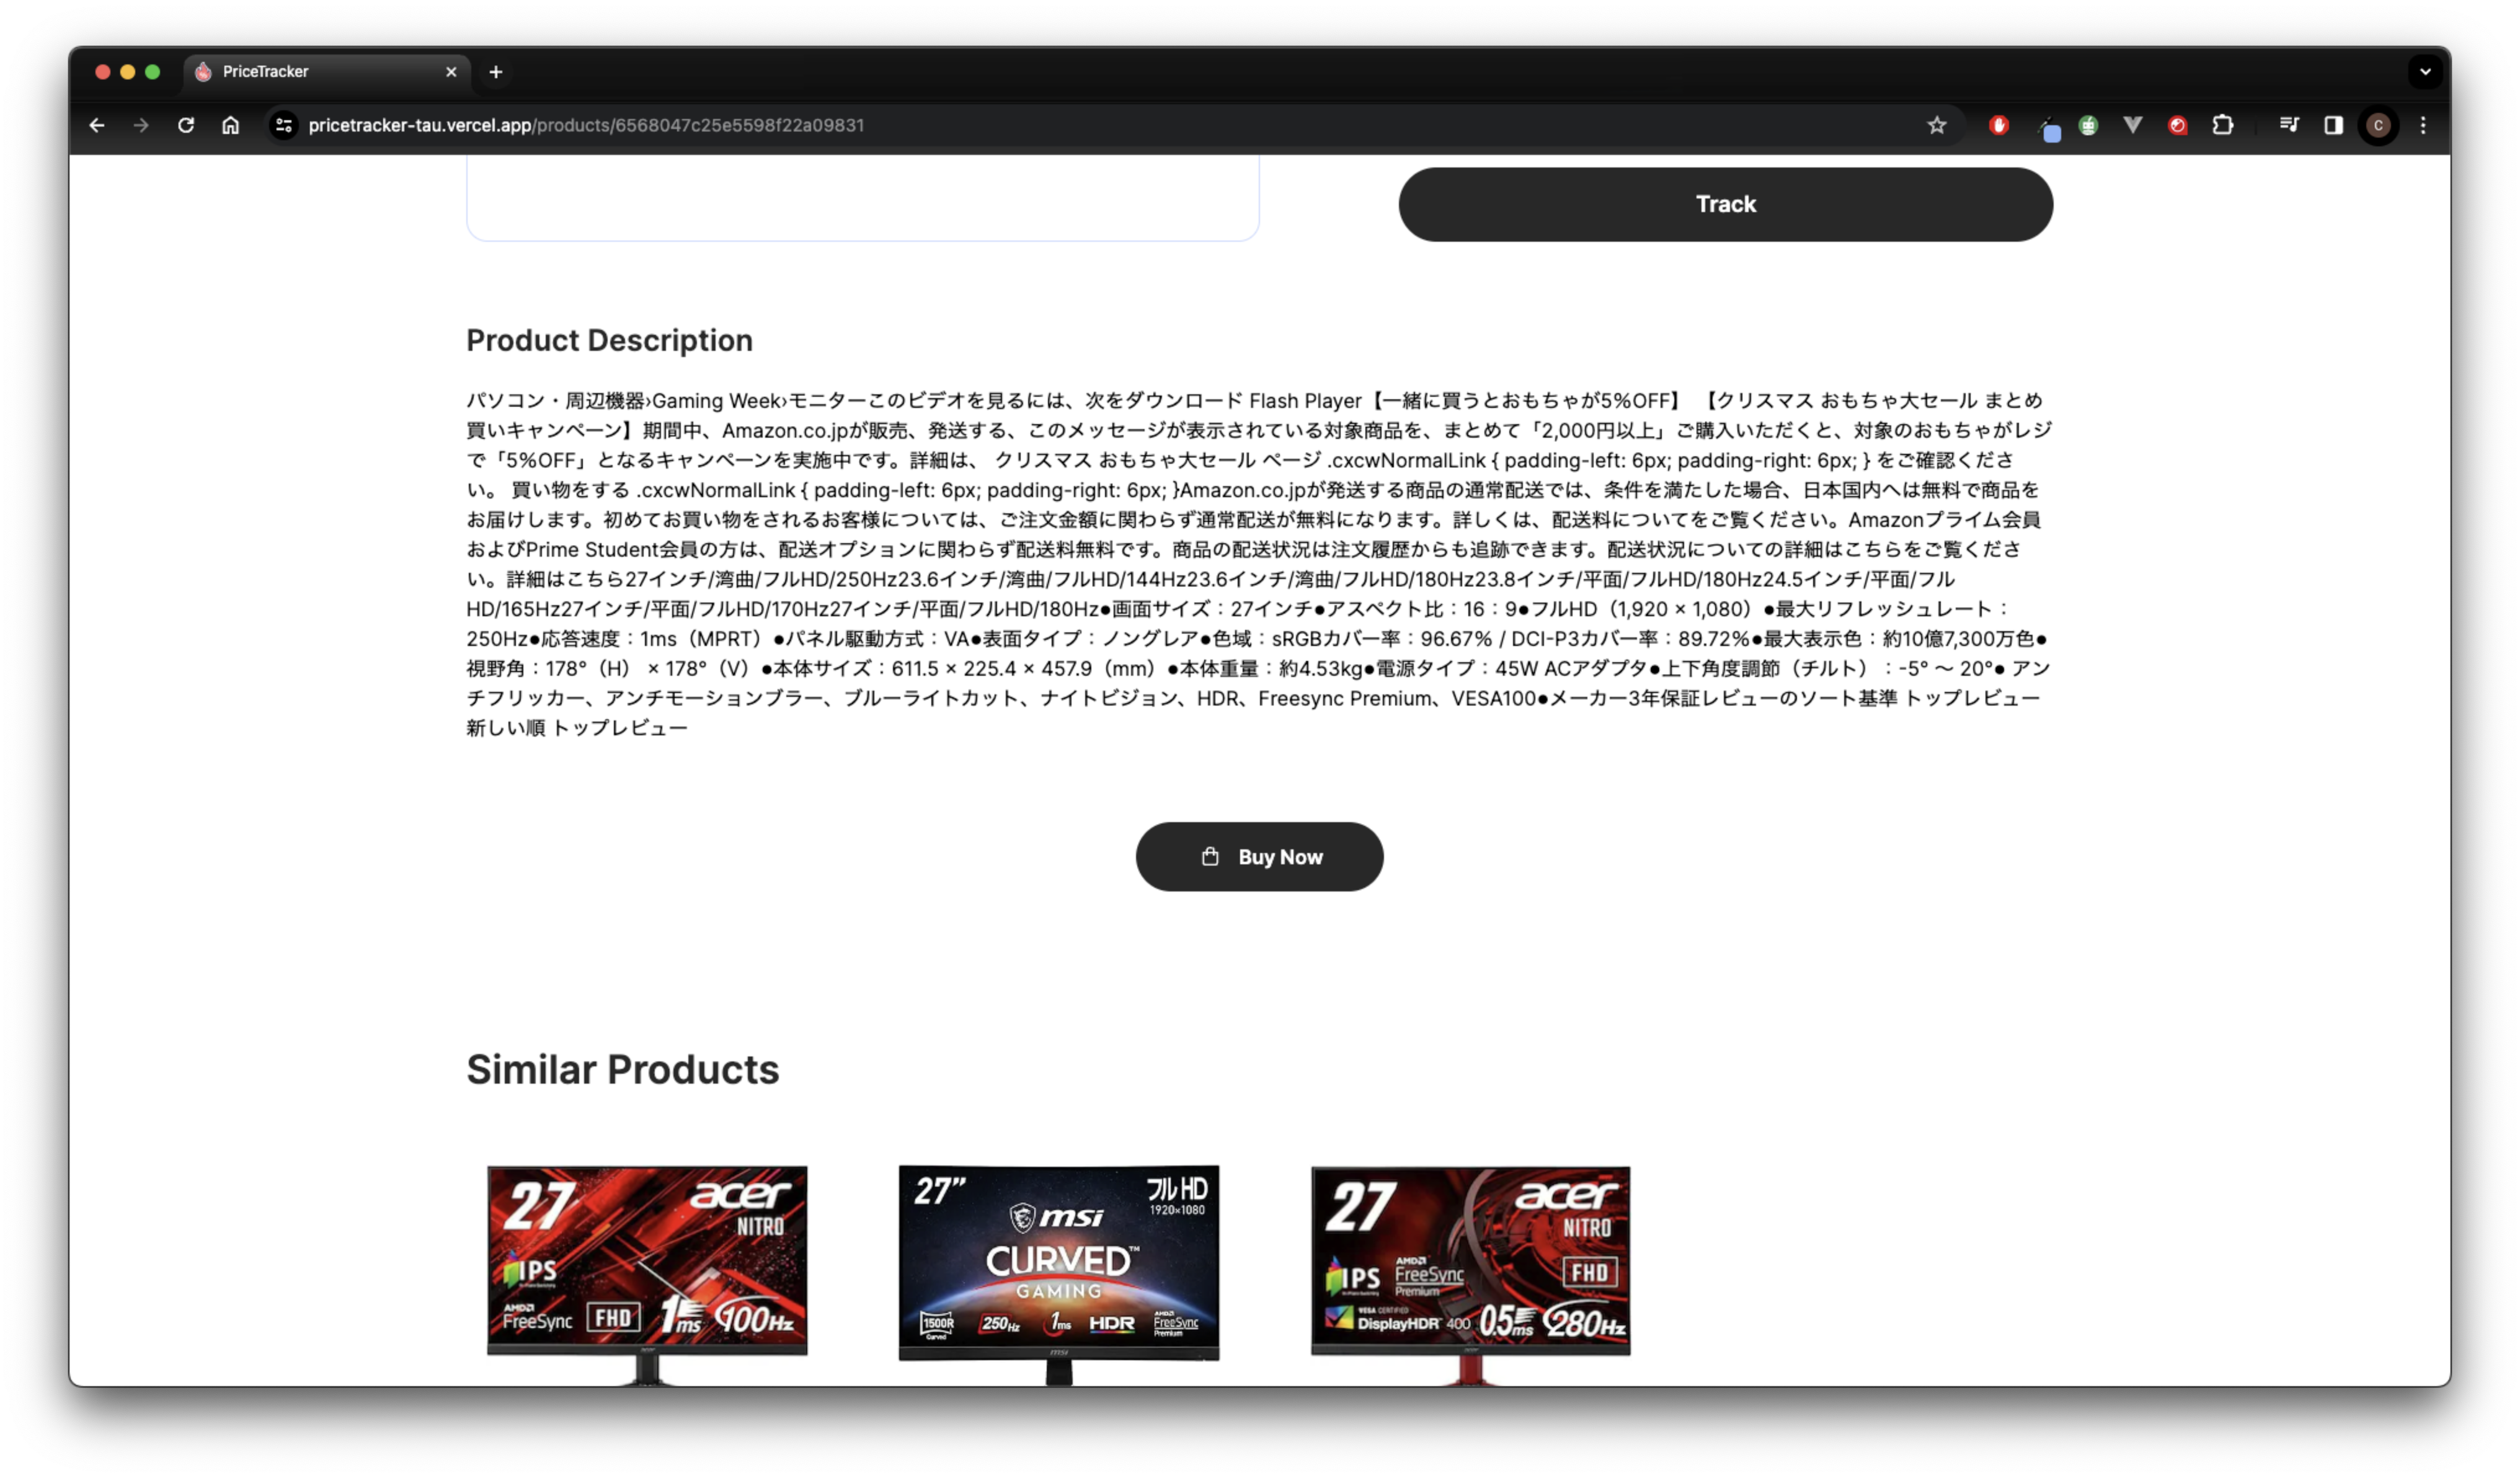 PriceTracker
pricetracker-tau.vercel.app/products/6568047c25e5598f22a09831
C
Track
Product Description
パソコン・周辺機器›Gaming Week›モニターこのビデオを見るには、次をダウンロード Flash Player【一緒に買うとおもちゃが5%OFF】 【クリスマス おもちゃ大セール まとめ
買いキャンペーン】期間中、Amazon.co.jpが販売、発送する、このメッセージが表示されている対象商品を、まとめて「2,000円以上」ご購入いただくと、対象のおもちゃがレジ
で「5%OFF」となるキャンペーンを実施中です。詳細は、 クリスマス おもちゃ大セール ページ .cxcwNormalLink { padding-left: 6px; padding-right: 6px; } をご確認くださ
い。 買い物をする .cxcwNormalLink { padding-left: 6px; padding-right: 6px; }Amazon.co.jpが発送する商品の通常配送では、条件を満たした場合、日本国内へは無料で商品を
お届けします。初めてお買い物をされるお客様については、ご注文金額に関わらず通常配送が無料になります。詳しくは、配送料についてをご覧ください。Amazonプライム会員
およびPrime Student会員の方は、配送オプションに関わらず配送料無料です。商品の配送状況は注文履歴からも追跡できます。配送状況についての詳細はこちらをご覧くださ
い。詳細はこちら27インチ/湾曲/フルHD/250Hz23.6インチ/湾曲/フルHD/144Hz23.6インチ/湾曲/フルHD/180Hz23.8インチ/平面/フルHD/180Hz24.5インチ/平面/フル
HD/165Hz27インチ/平面/フルHD/170Hz27インチ/平面/フルHD/180Hz●画面サイズ：27インチ●アスペクト比：16：9●フルHD（1,920 × 1,080）●最大リフレッシュレート：
250Hz●応答速度：1ms（MPRT）●パネル駆動方式：VA●表面タイプ：ノングレア●色域：sRGBカバー率：96.67% / DCI-P3カバー率：89.72%●最大表示色：約10億7,300万色●
視野角：178°（H） × 178°（V）●本体サイズ：611.5 × 225.4 × 457.9（mm）●本体重量：約4.53kg●電源タイプ：45W ACアダプタ●上下角度調節（チルト）：-5° ～ 20°● アン
チフリッカー、アンチモーションブラー、ブルーライトカット、ナイトビジョン、HDR、Freesync Premium、VESA100●メーカー3年保証レビューのソート基準 トップレビュー
新しい順 トップレビュー
Buy Now
Similar Products
27
acer
NITRO
IPS
AMD
FreeSync
FHD
1ms
100Hz
27”
フルHD
1920×1080
msi
CURVED™
GAMING
1500R
Curved
250Hz
1ms
HDR
AMD
FreeSync
Premium
msi
27
acer
NITRO
IPS
AMD
FreeSync
Premium
FHD
VESA CERTIFIED
DisplayHDR 400
0.5ms
280Hz